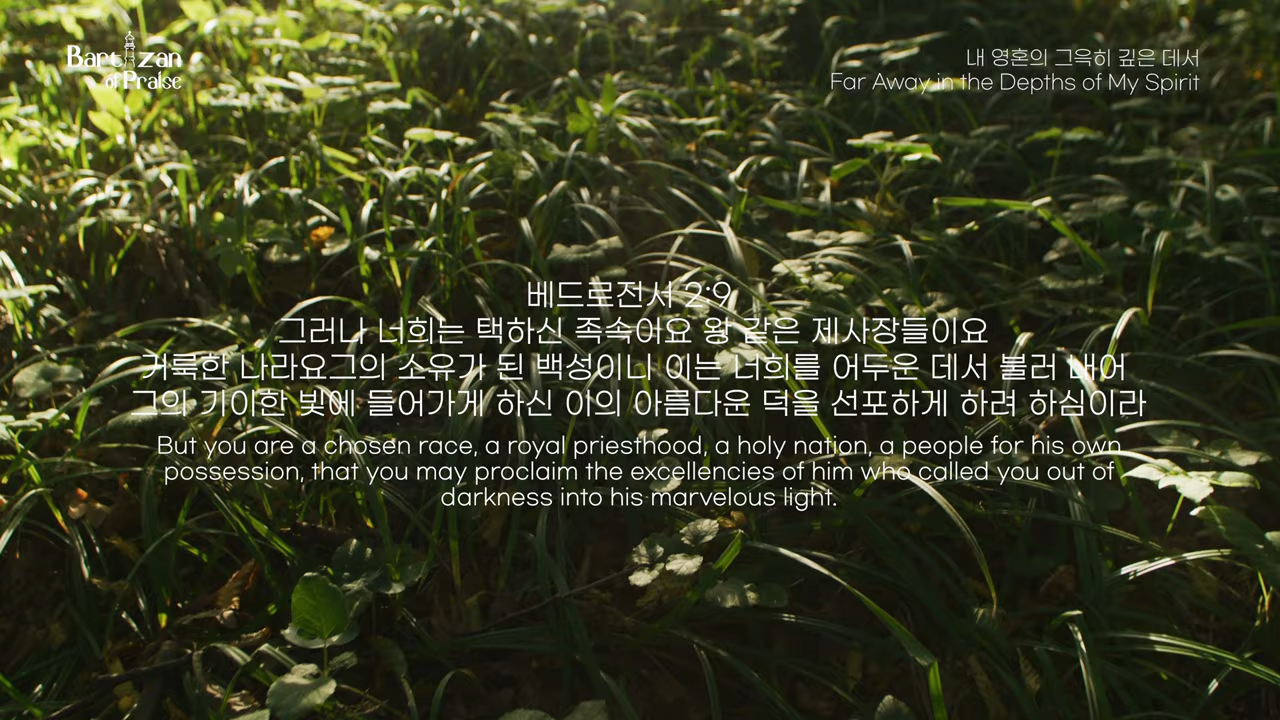 Bartizan
of Praise
내 영혼의 그윽히 깊은 데서
Far Away in the Depths of My Spirit
베드로전서 2:9
그러나 너희는 택하신 족속이요 왕 같은 제사장들이요
거룩한 나라요그의 소유가 된 백성이니 이는 너희를 어두운 데서 불러 내어
그의 기이한 빛에 들어가게 하신 이의 아름다운 덕을 선포하게 하려 하심이라
But you are a chosen race, a royal priesthood, a holy nation, a people for his own
possession, that you may proclaim the excellencies of him who called you out of
darkness into his marvelous light.